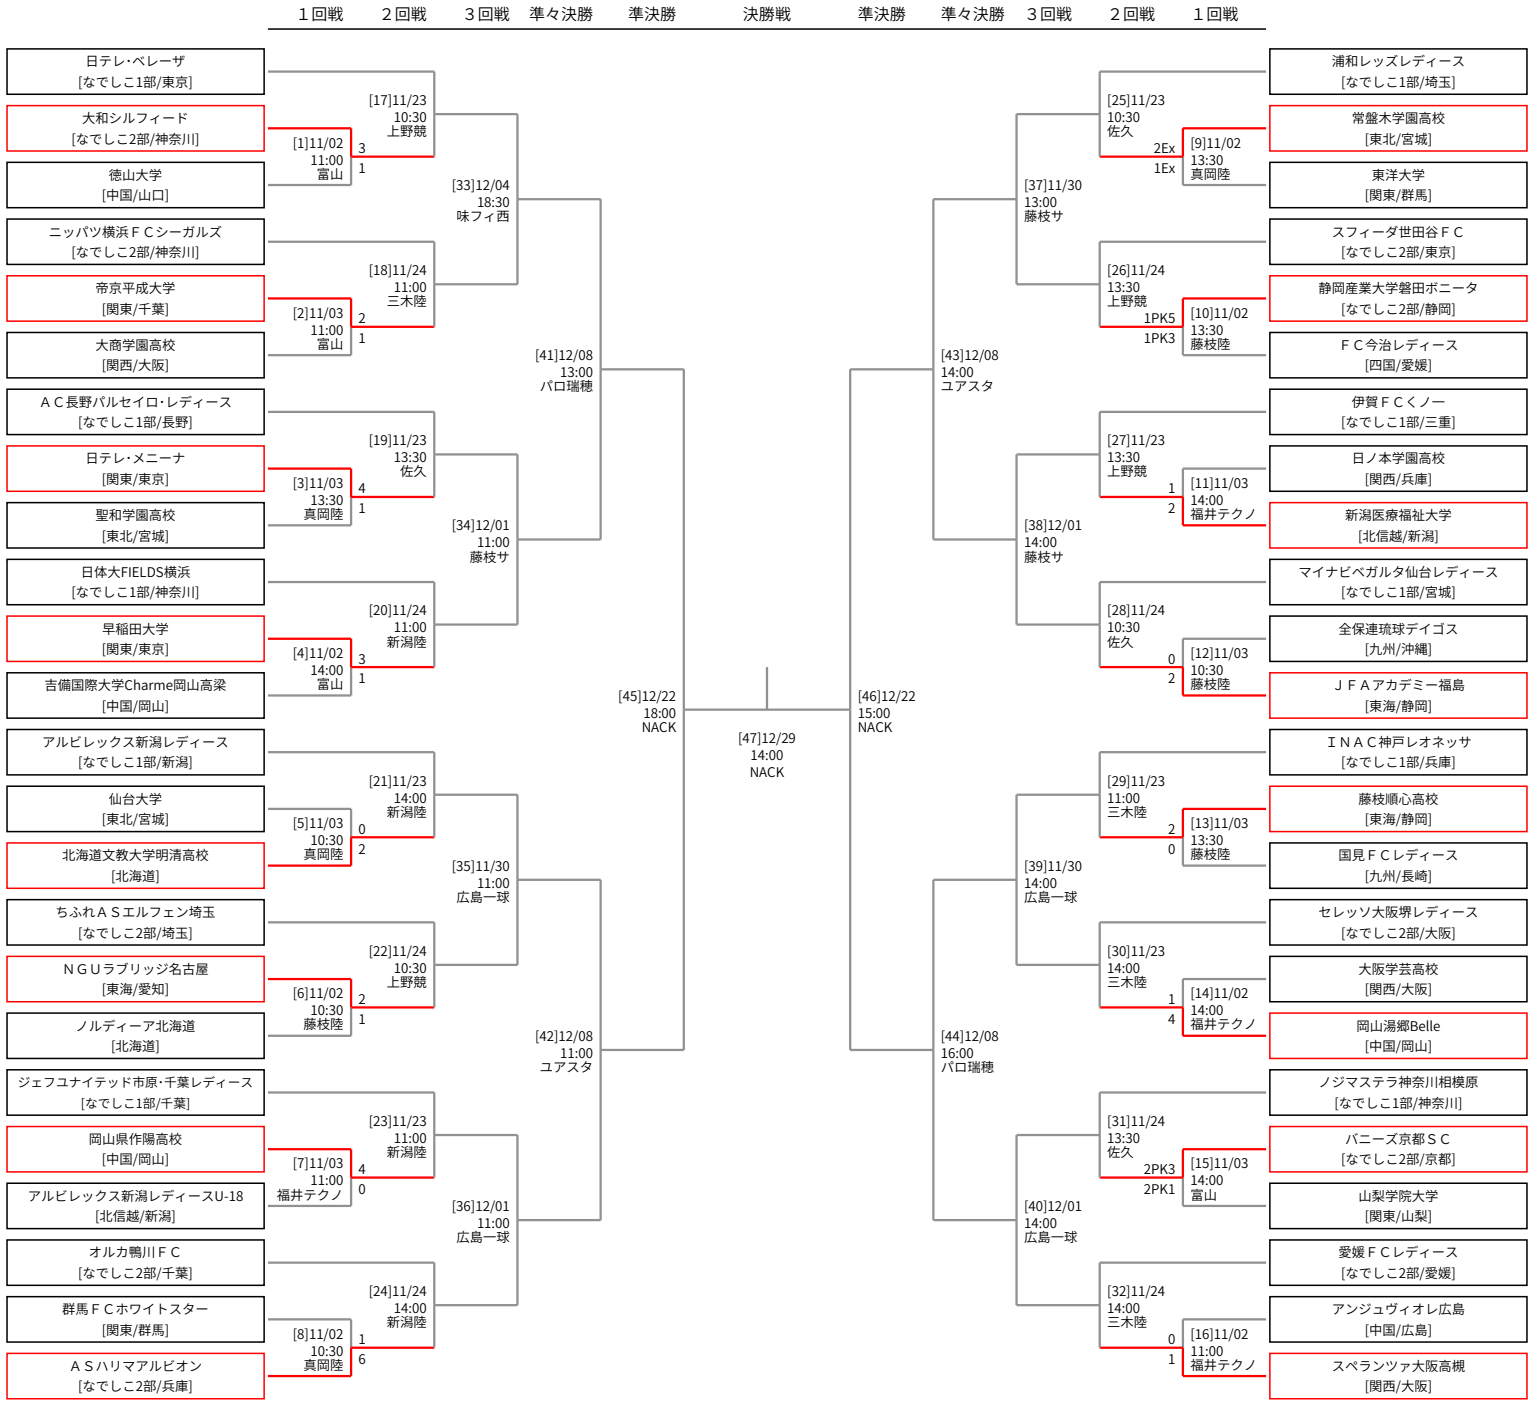 １回戦 ２回戦 ３回戦 準々決勝 準決勝 決勝戦 準決勝 準々決勝 ３回戦 ２回戦 １回戦
日テレ･ベレーザ
[なでしこ1部/東京]
大和シルフィード
[なでしこ2部/神奈川]
徳山大学
[中国/山口]
ニッパツ横浜ＦＣシーガルズ
[なでしこ2部/神奈川]
帝京平成大学
[関東/千葉]
大商学園高校
[関西/大阪]
ＡＣ長野パルセイロ･レディース
[なでしこ1部/長野]
日テレ･メニーナ
[関東/東京]
聖和学園高校
[東北/宮城]
日体大FIELDS横浜
[なでしこ1部/神奈川]
早稲田大学
[関東/東京]
吉備国際大学Charme岡山高梁
[中国/岡山]
アルビレックス新潟レディース
[なでしこ1部/新潟]
仙台大学
[東北/宮城]
北海道文教大学明清高校
[北海道]
ちふれＡＳエルフェン埼玉
[なでしこ2部/埼玉]
ＮＧＵラブリッジ名古屋
[東海/愛知]
ノルディーア北海道
[北海道]
ジェフユナイテッド市原･千葉レディース
[なでしこ1部/千葉]
岡山県作陽高校
[中国/岡山]
アルビレックス新潟レディースU-18
[北信越/新潟]
オルカ鴨川ＦＣ
[なでしこ2部/千葉]
群馬ＦＣホワイトスター
[関東/群馬]
ＡＳハリマアルビオン
[なでしこ2部/兵庫]
[1]11/02
11:00
富山
3
1
[2]11/03
11:00
富山
2
1
[3]11/03
13:30
真岡陸
4
1
[4]11/02
14:00
富山
3
1
[5]11/03
10:30
真岡陸
0
2
[6]11/02
10:30
藤枝陸
2
1
[7]11/03
11:00
福井テクノ
4
0
[8]11/02
10:30
真岡陸
1
6
[17]11/23
10:30
上野競
[18]11/24
11:00
三木陸
[19]11/23
13:30
佐久
[20]11/24
11:00
新潟陸
[21]11/23
14:00
新潟陸
[22]11/24
10:30
上野競
[23]11/23
11:00
新潟陸
[24]11/24
14:00
新潟陸
[33]12/04
18:30
味フィ西
[34]12/01
11:00
藤枝サ
[35]11/30
11:00
広島一球
[36]12/01
11:00
広島一球
[41]12/08
13:00
パロ瑞穂
[42]12/08
11:00
ユアスタ
[45]12/22
18:00
NACK
[47]12/29
14:00
NACK
[46]12/22
15:00
NACK
[43]12/08
14:00
ユアスタ
[44]12/08
16:00
パロ瑞穂
[37]11/30
13:00
藤枝サ
[38]12/01
14:00
藤枝サ
[39]11/30
14:00
広島一球
[40]12/01
14:00
広島一球
[25]11/23
10:30
佐久
[26]11/24
13:30
上野競
[27]11/23
13:30
上野競
[28]11/24
10:30
佐久
[29]11/23
11:00
三木陸
[30]11/23
14:00
三木陸
[31]11/24
13:30
佐久
[32]11/24
14:00
三木陸
2Ex
1Ex
[9]11/02
13:30
真岡陸
1PK5
1PK3
[10]11/02
13:30
藤枝陸
1
2
[11]11/03
14:00
福井テクノ
0
2
[12]11/03
10:30
藤枝陸
2
0
[13]11/03
13:30
藤枝陸
1
4
[14]11/02
14:00
福井テクノ
2PK3
2PK1
[15]11/03
14:00
富山
0
1
[16]11/02
11:00
福井テクノ
浦和レッズレディース
[なでしこ1部/埼玉]
常盤木学園高校
[東北/宮城]
東洋大学
[関東/群馬]
スフィーダ世田谷ＦＣ
[なでしこ2部/東京]
静岡産業大学磐田ボニータ
[なでしこ2部/静岡]
ＦＣ今治レディース
[四国/愛媛]
伊賀ＦＣくノ一
[なでしこ1部/三重]
日ノ本学園高校
[関西/兵庫]
新潟医療福祉大学
[北信越/新潟]
マイナビベガルタ仙台レディース
[なでしこ1部/宮城]
全保連琉球デイゴス
[九州/沖縄]
ＪＦＡアカデミー福島
[東海/静岡]
ＩＮＡＣ神戸レオネッサ
[なでしこ1部/兵庫]
藤枝順心高校
[東海/静岡]
国見ＦＣレディース
[九州/長崎]
セレッソ大阪堺レディース
[なでしこ2部/大阪]
大阪学芸高校
[関西/大阪]
岡山湯郷Belle
[中国/岡山]
ノジマステラ神奈川相模原
[なでしこ1部/神奈川]
バニーズ京都ＳＣ
[なでしこ2部/京都]
山梨学院大学
[関東/山梨]
愛媛ＦＣレディース
[なでしこ2部/愛媛]
アンジュヴィオレ広島
[中国/広島]
スペランツァ大阪高槻
[関西/大阪]